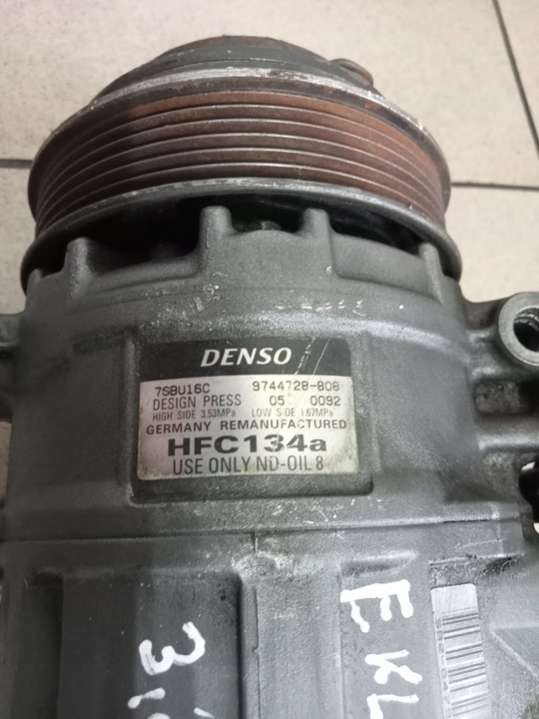 DENSO
7SBU16C 9744728-808
DESIGN PRESS 05 0092
HIGH SIDE 3.53MPa LOW SIDE 1.67MPa
GERMANY REMANUFACTURED
HFC134a
USE ONLY ND-OIL 8